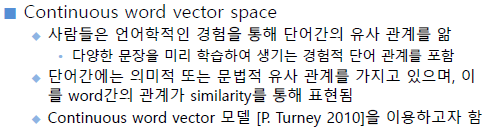 Continuous word vector space
사람들은 언어학적인 경험을 통해 단어간의 유사 관계를 앎
다양한 문장을 미리 학습하여 생기는 경험적 단어 관계를 포함
단어간에는 의미적 또는 문법적 유사 관계를 가지고 있으며, 이
를 word간의 관계가 similarity를 통해 표현됨
Continuous word vector 모델 [P. Turney 2010]을 이용하고자 함